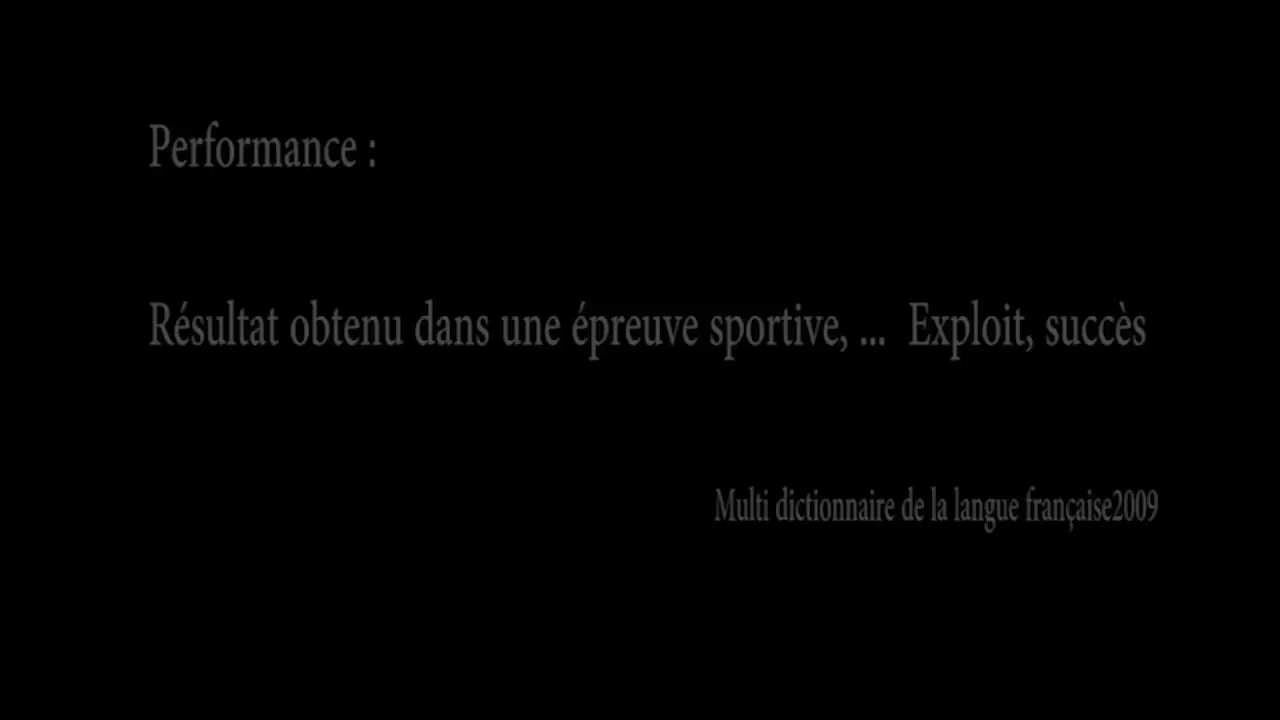 Performance :
Résultat obtenu dans une épreuve sportive, ... Exploit, succès
Multi dictionnaire de la langue française2009